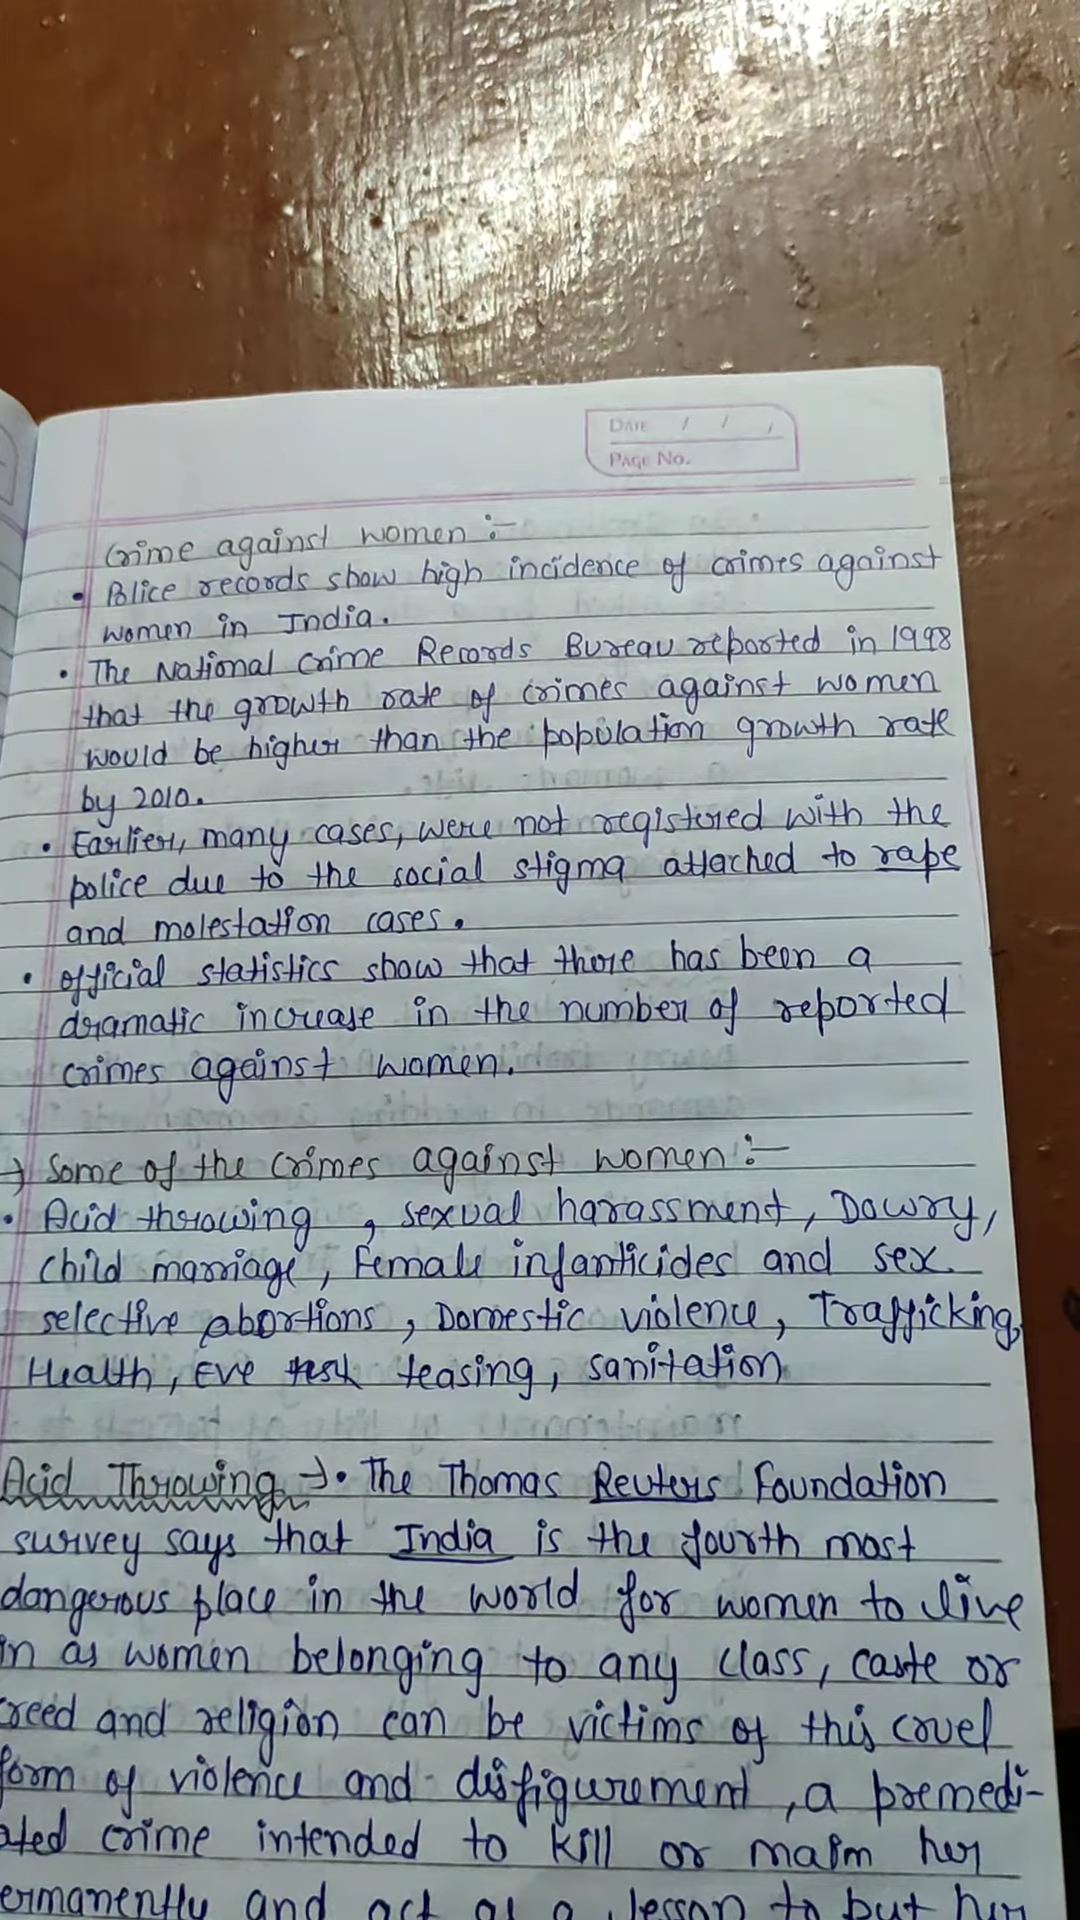 DATE / / /
PAGE No.
Crime against women :-
• Police records show high incidence of crimes against
women in India.
• The National Crime Records Bureau reported in 1998
that the growth rate of crimes against women
would be higher than the population growth rate
by 2010.
• Earlier, many cases, were not registered with the
police due to the social stigma attached to rape
and molestation cases.
• official statistics show that there has been a
dramatic increase in the number of reported
crimes against women.
→ Some of the crimes against women :-
• Acid throwing , sexual harassment, Dowry,
child marriage, Female infanticides and sex.
selective abortions, Domestic violence, Trafficking,
Health, Eve teasing, sanitation
Acid Throwing → • The Thomas Reuters Foundation
survey says that India is the fourth most
dangerous place in the world for women to live
in as women belonging to any class, caste or
creed and religion can be victims of this cruel
form of violence and disfigurement, a premedi-
ated crime intended to kill or maim her
ermanently and act as a lesson to but her